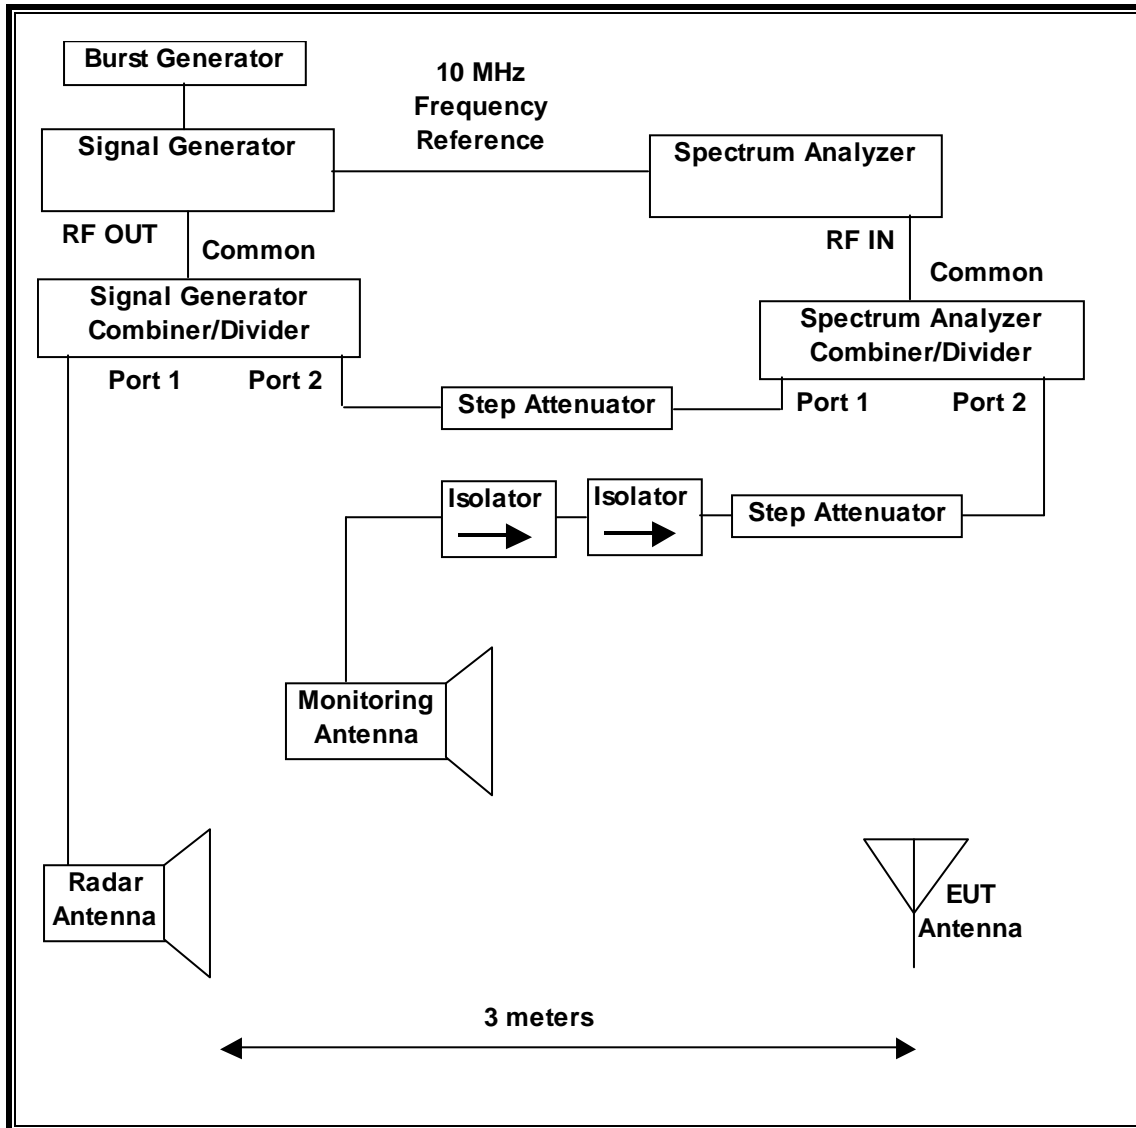 Burst Generator
10 MHz
Frequency
Reference
Signal Generator
Spectrum Analyzer
RF OUT
Common
RF IN
Common
Signal Generator
Combiner/Divider
Spectrum Analyzer
Combiner/Divider
Port 1
Port 2
Step Attenuator
Port 1
Port 2
Isolator
Isolator
Step Attenuator
Monitoring
Antenna
Radar
Antenna
EUT
Antenna
3 meters